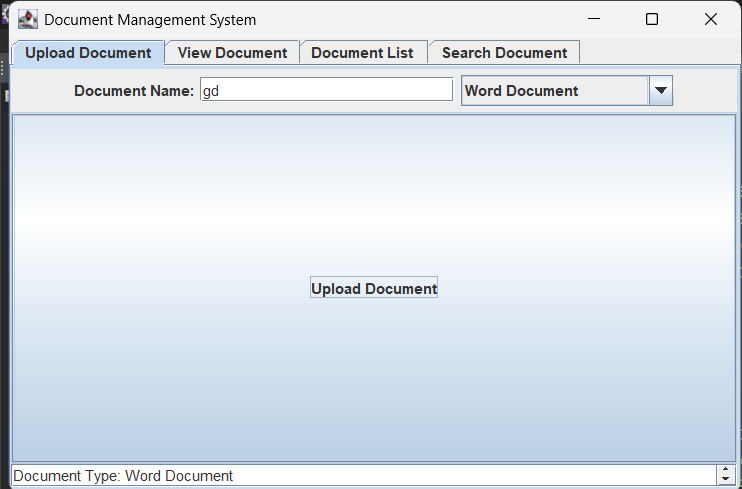 Document Management System
Upload Document View Document Document List Search Document
Document Name: gd Word Document
Upload Document
Document Type: Word Document